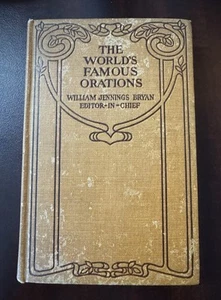 THE
WORLD'S
FAMOUS
ORATIONS
WILLIAM JENNINGS BRYAN
EDITOR-IN-CHIEF